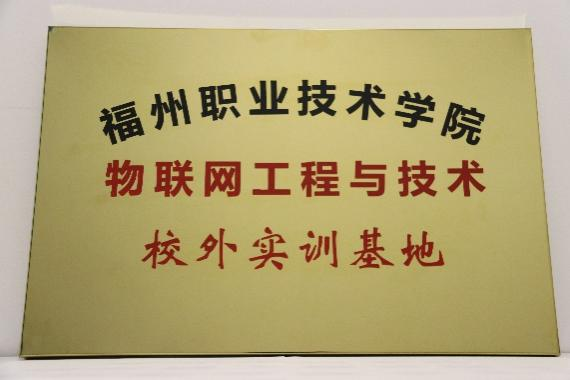 福州职业技术学院
物联网工程与技术
校外实训基地